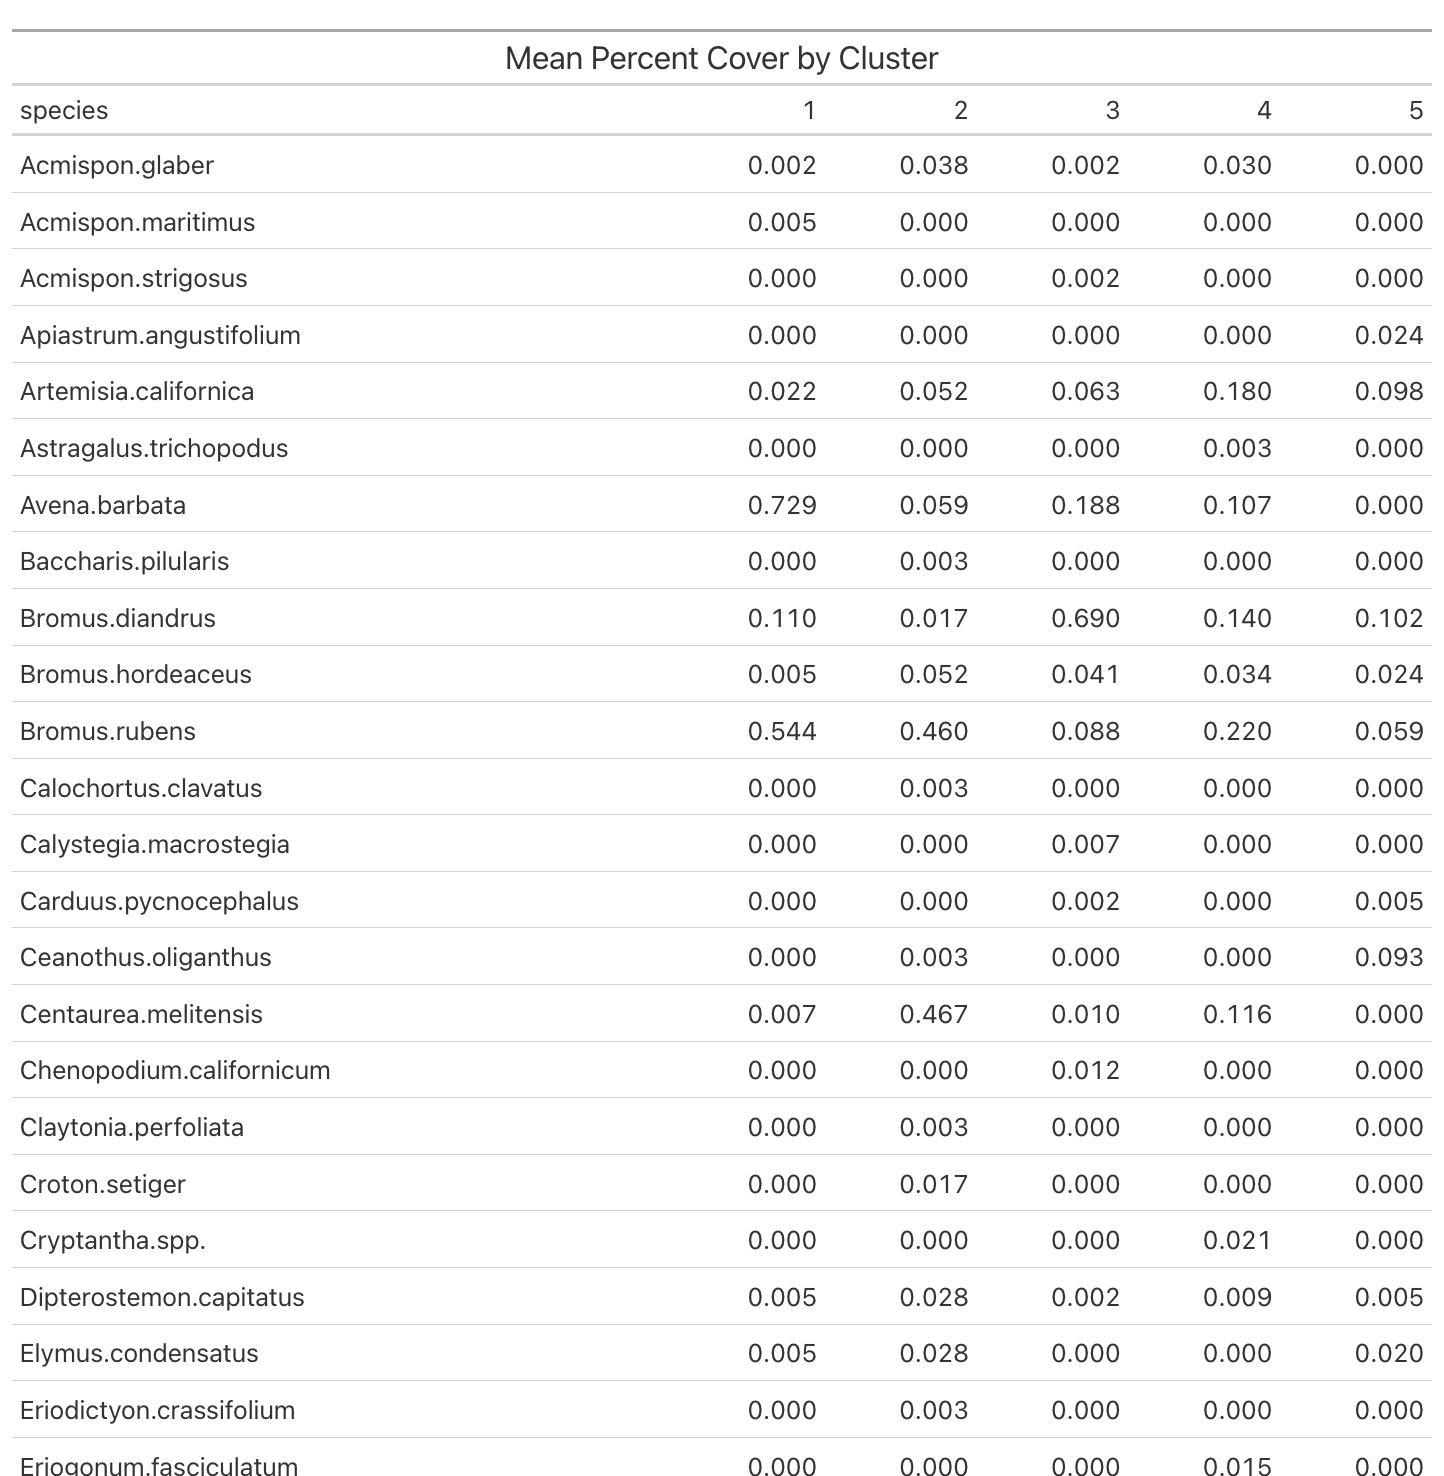 Mean Percent Cover by Cluster
species 1 2 3 4 5
Acmispon.glaber 0.002 0.038 0.002 0.030 0.000
Acmispon.maritimus 0.005 0.000 0.000 0.000 0.000
Acmispon.strigosus 0.000 0.000 0.002 0.000 0.000
Apiastrum.angustifolium 0.000 0.000 0.000 0.000 0.024
Artemisia.californica 0.022 0.052 0.063 0.180 0.098
Astragalus.trichopodus 0.000 0.000 0.000 0.003 0.000
Avena.barbata 0.729 0.059 0.188 0.107 0.000
Baccharis.pilularis 0.000 0.003 0.000 0.000 0.000
Bromus.diandrus 0.110 0.017 0.690 0.140 0.102
Bromus.hordeaceus 0.005 0.052 0.041 0.034 0.024
Bromus.rubens 0.544 0.460 0.088 0.220 0.059
Calochortus.clavatus 0.000 0.003 0.000 0.000 0.000
Calystegia.macrostegia 0.000 0.000 0.007 0.000 0.000
Carduus.pycnocephalus 0.000 0.000 0.002 0.000 0.005
Ceanothus.oliganthus 0.000 0.003 0.000 0.000 0.093
Centaurea.melitensis 0.007 0.467 0.010 0.116 0.000
Chenopodium.californicum 0.000 0.000 0.012 0.000 0.000
Claytonia.perfoliata 0.000 0.003 0.000 0.000 0.000
Croton.setiger 0.000 0.017 0.000 0.000 0.000
Cryptantha.spp. 0.000 0.000 0.000 0.021 0.000
Dipterostemon.capitatus 0.005 0.028 0.002 0.009 0.005
Elymus.condensatus 0.005 0.028 0.000 0.000 0.020
Eriodictyon.crassifolium 0.000 0.003 0.000 0.000 0.000
Eriogonum.fasciculatum 0.000 0.000 0.000 0.015 0.000